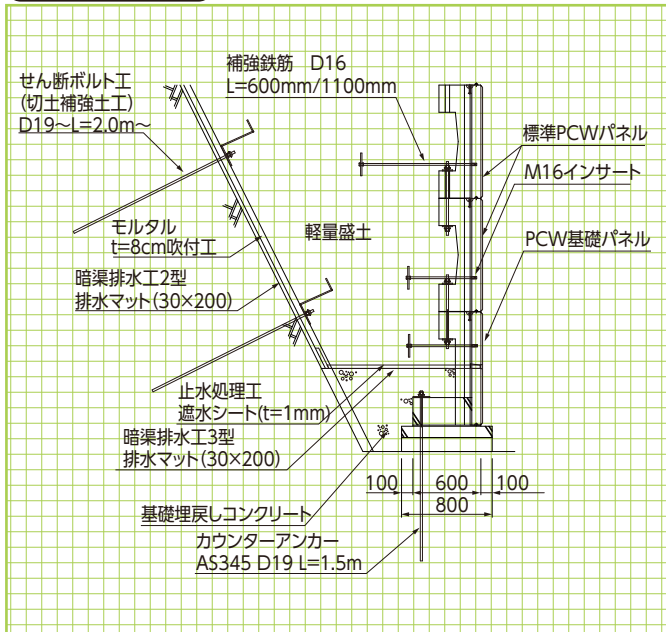 せん断ボルト工
(切土補強土工)
D19～L=2.0m～
補強鉄筋　D16
L=600mm/1100mm
標準PCWパネル
M16インサート
PCW基礎パネル
軽量盛土
モルタル
t=8cm吹付工
暗渠排水工2型
排水マット(30×200)
止水処理工
遮水シート(t=1mm)
暗渠排水工3型
排水マット(30×200)
基礎埋戻しコンクリート
カウンターアンカー
AS345 D19 L=1.5m
100 600 100
800